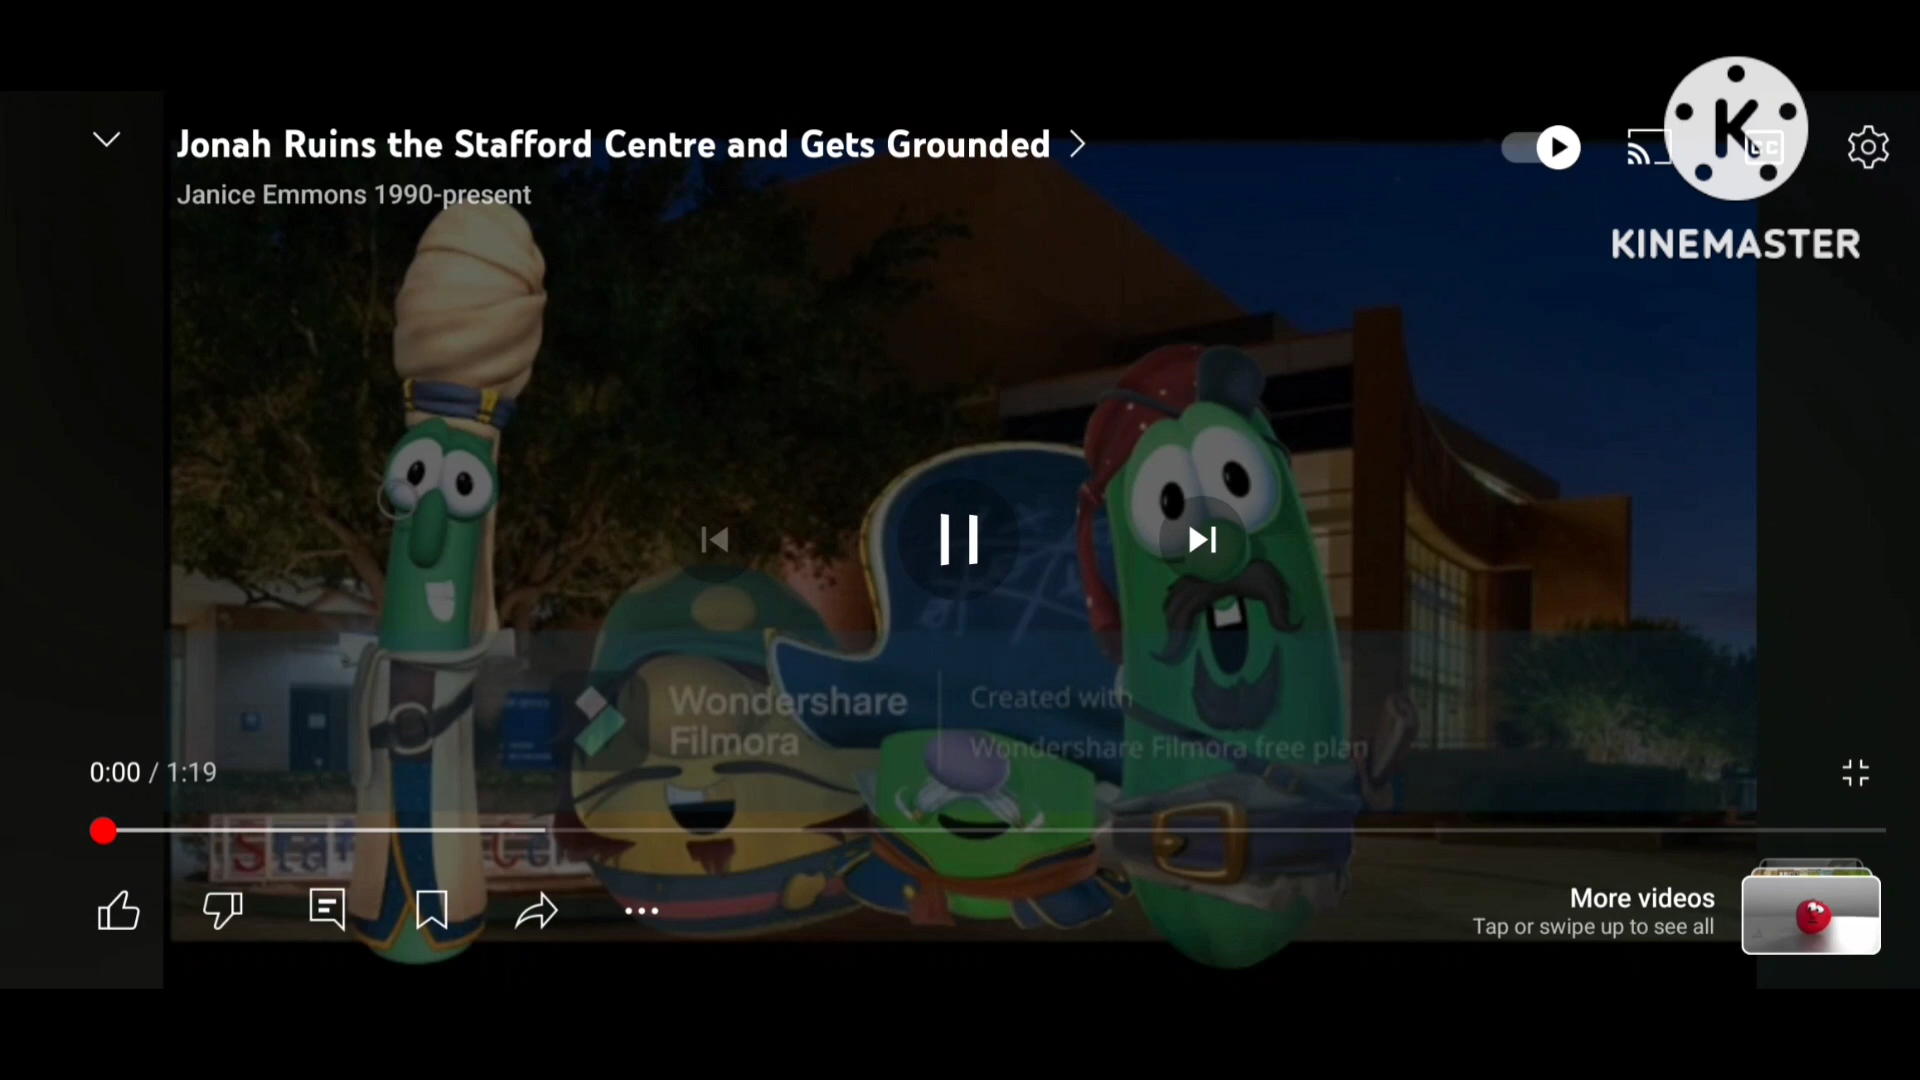 Jonah Ruins the Stafford Centre and Gets Grounded
Janice Emmons 1990-present
K
CC
KINEMASTER
Wondershare
Filmora
Created with
Wondershare Filmora free plan
0:00 / 1:19
More videos
Tap or swipe up to see all